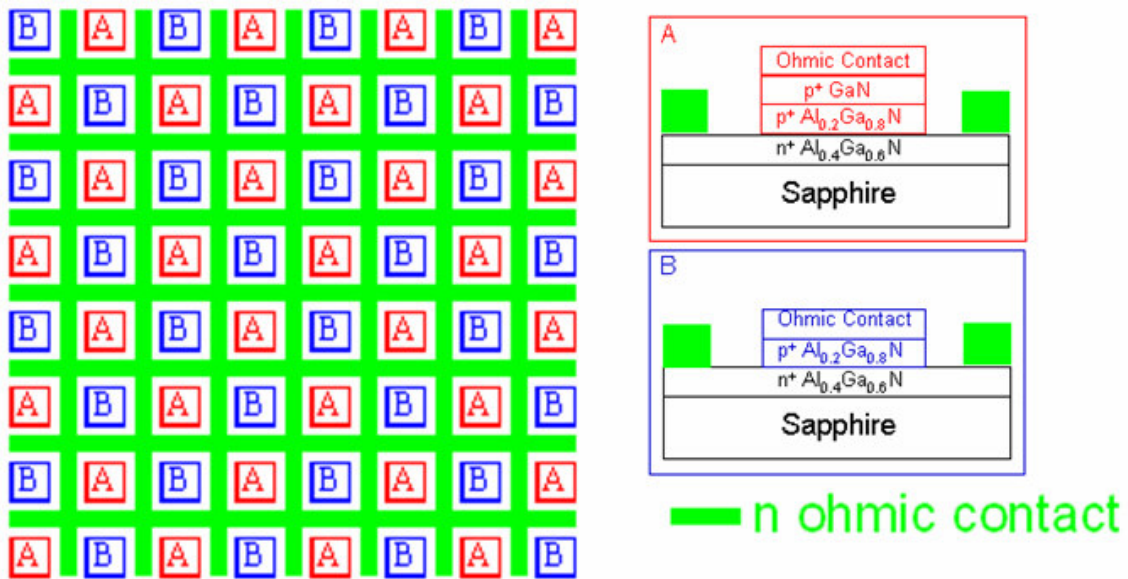 B A B A B A B A
A B A B A B A B
B A B A B A B A
A B A B A B A B
B A B A B A B A
A B A B A B A B
B A B A B A B A
A B A B A B A B
A
Ohmic Contact
p⁺ GaN
p⁺ Al₀.₂Ga₀.₈N
n⁺ Al₀.₄Ga₀.₆N
Sapphire
B
Ohmic Contact
p⁺ Al₀.₂Ga₀.₈N
n⁺ Al₀.₄Ga₀.₆N
Sapphire
n ohmic contact